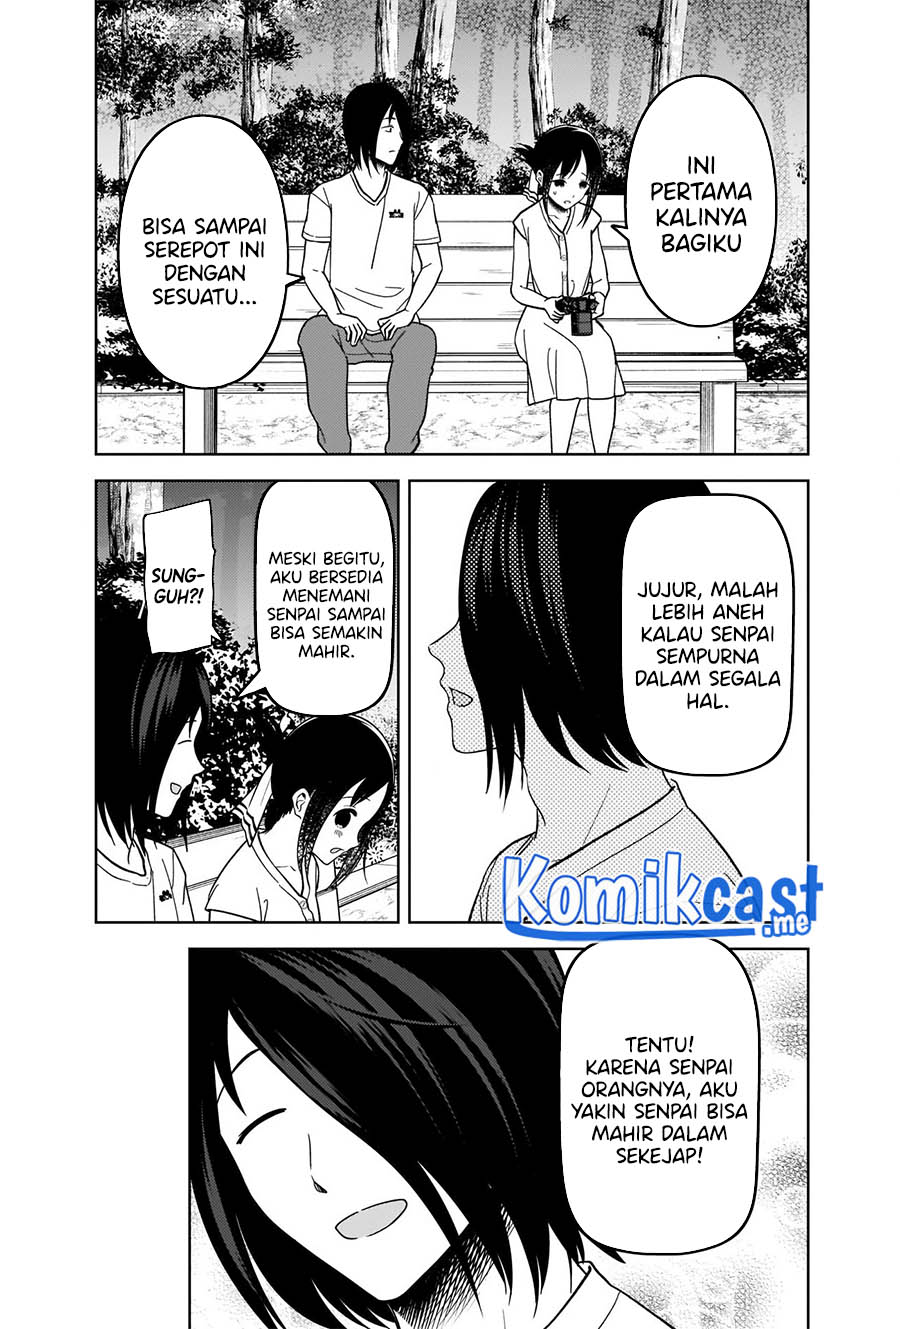 INI
PERTAMA
KALINYA
BAGIKU
BISA SAMPAI
SEREPOT INI
DENGAN
SESUATU...
JUJUR, MALAH
LEBIH ANEH
KALAU SENPAI
SEMPURNA
DALAM SEGALA
HAL.
MESKI BEGITU,
AKU BERSEDIA
MENEMANI
SENPAI SAMPAI
BISA SEMAKIN
MAHIR.
SUNG-
GUH?!
Komikcast
.me
TENTU!
KARENA SENPAI
ORANGNYA, AKU
YAKIN SENPAI BISA
MAHIR DALAM
SEKEJAP!